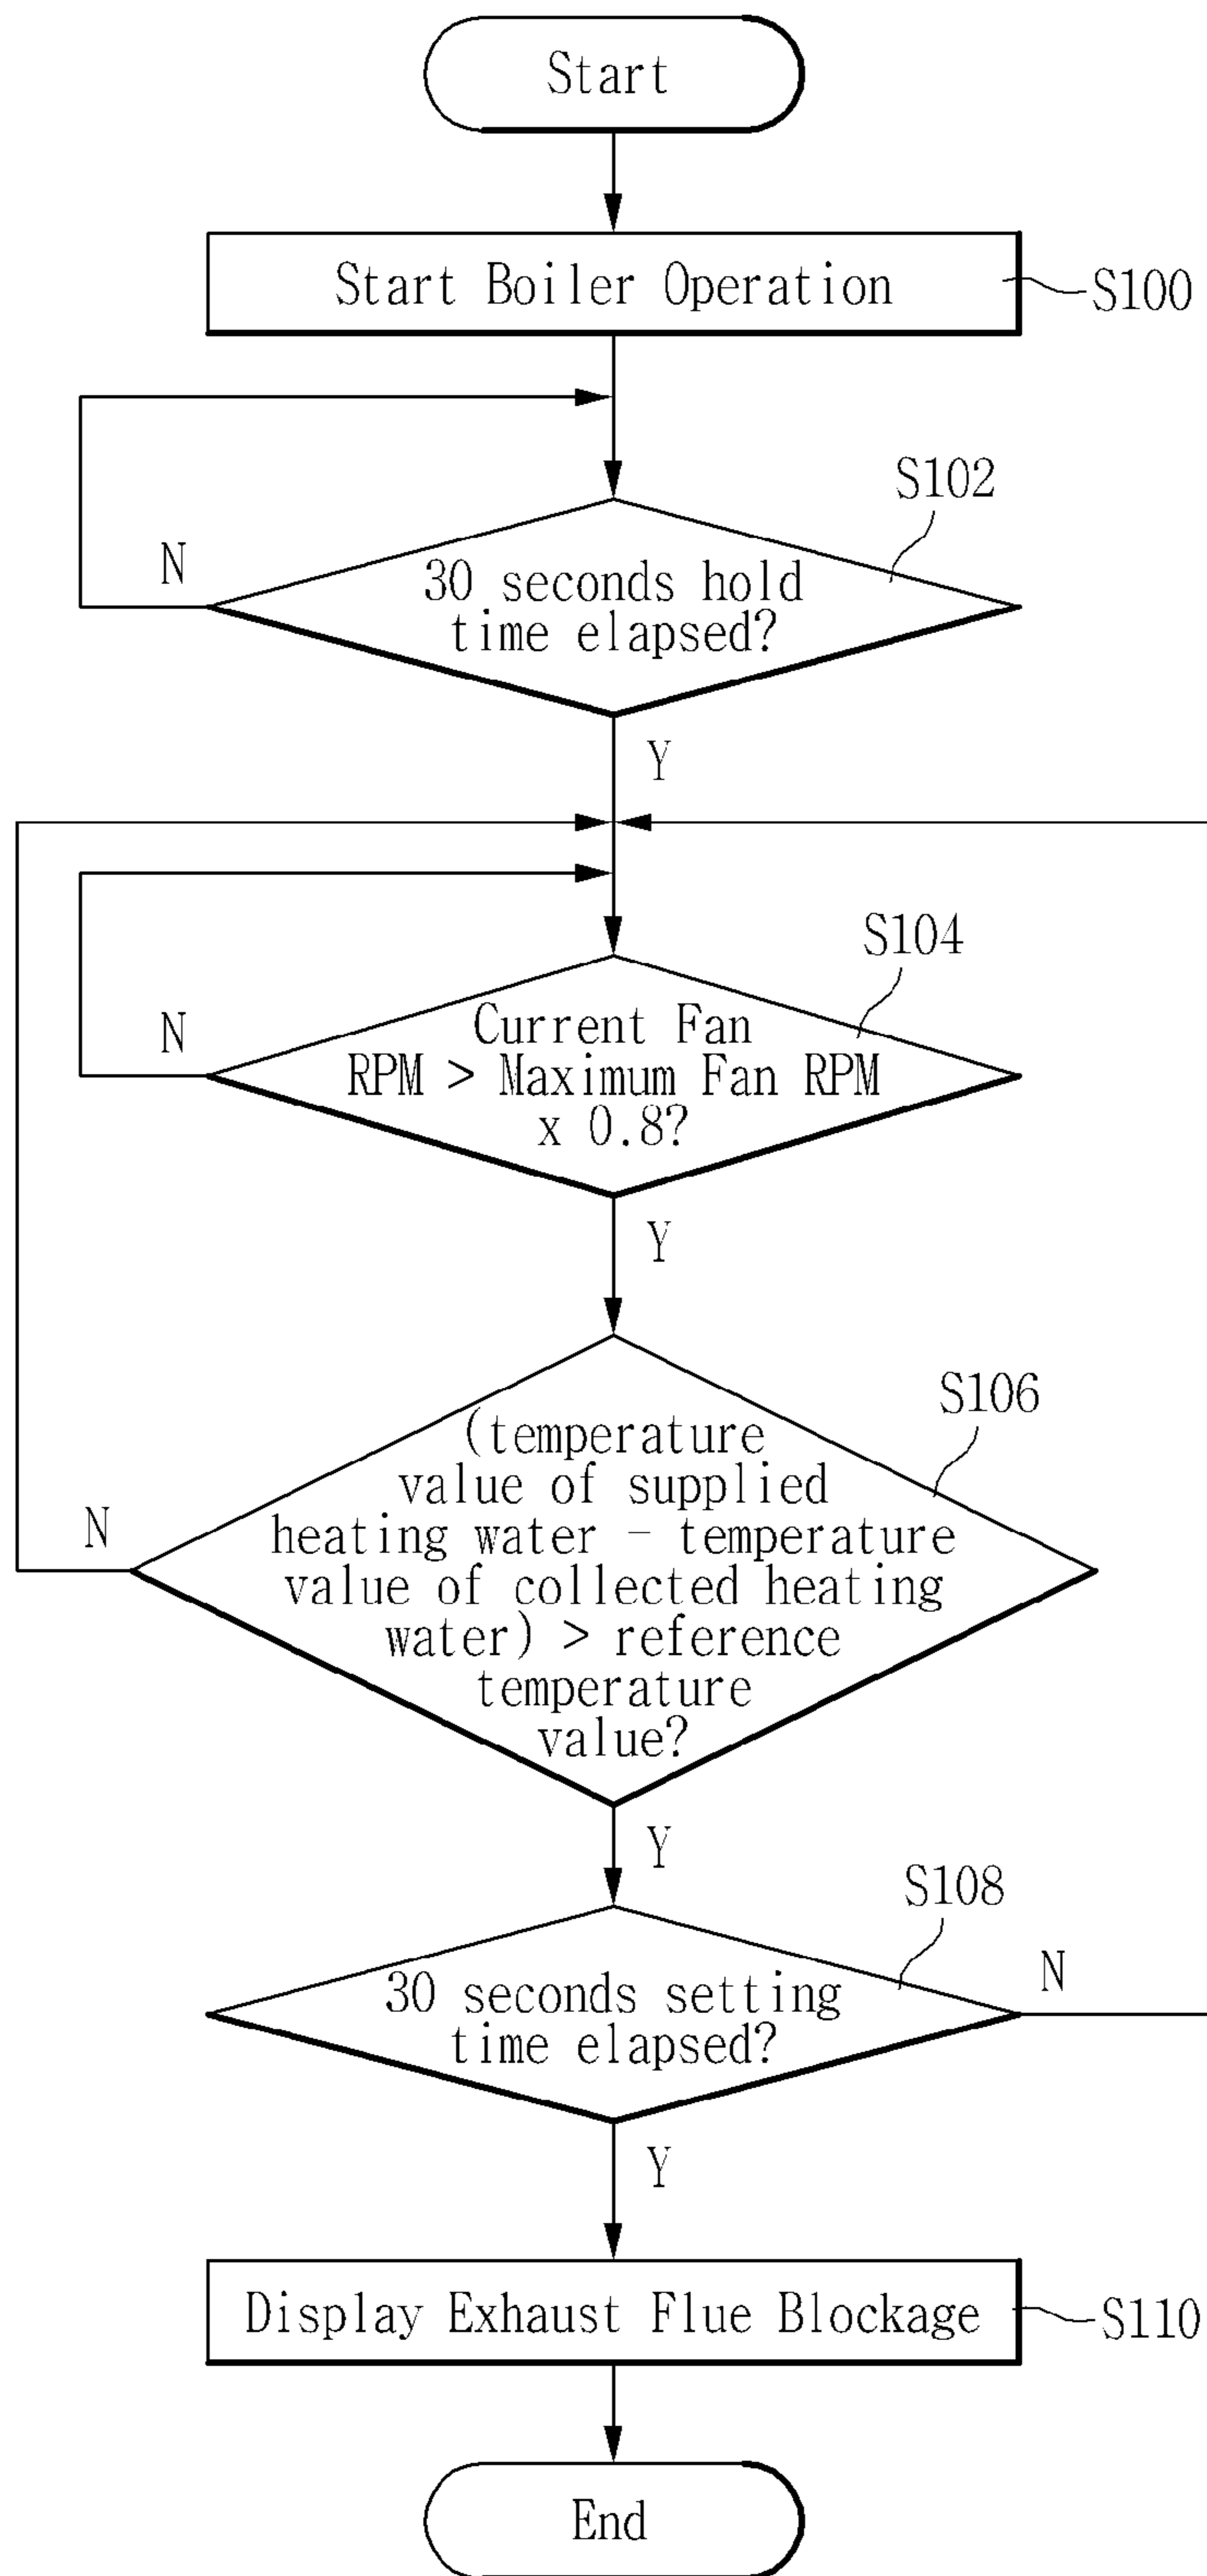 Start
Start Boiler Operation
S100
S102
N
30 seconds hold
time elapsed?
Y
S104
N
Current Fan
RPM > Maximum Fan RPM
x 0.8?
Y
S106
N
(temperature
value of supplied
heating water - temperature
value of collected heating
water) > reference
temperature
value?
Y
S108
30 seconds setting
time elapsed?
N
Y
Display Exhaust Flue Blockage
S110
End